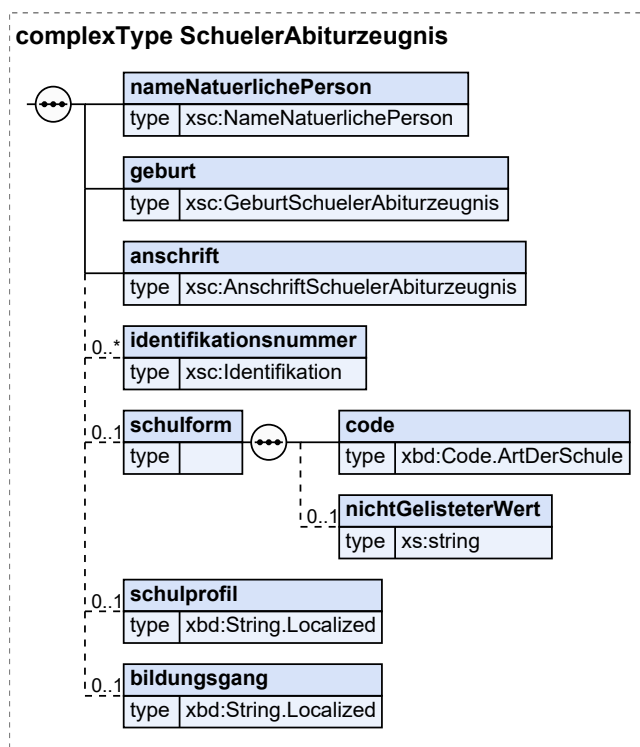 complexType SchuelerAbiturzeugnis
nameNatuerlichePerson
type xsc:NameNatuerlichePerson
geburt
type xsc:GeburtSchuelerAbiturzeugnis
anschrift
type xsc:AnschriftSchuelerAbiturzeugnis
0..* identifikationsnummer
type xsc:Identifikation
0..1 schulform
type
code
type xbd:Code.ArtDerSchule
0..1 nichtGelisteterWert
type xs:string
0..1 schulprofil
type xbd:String.Localized
0..1 bildungsgang
type xbd:String.Localized